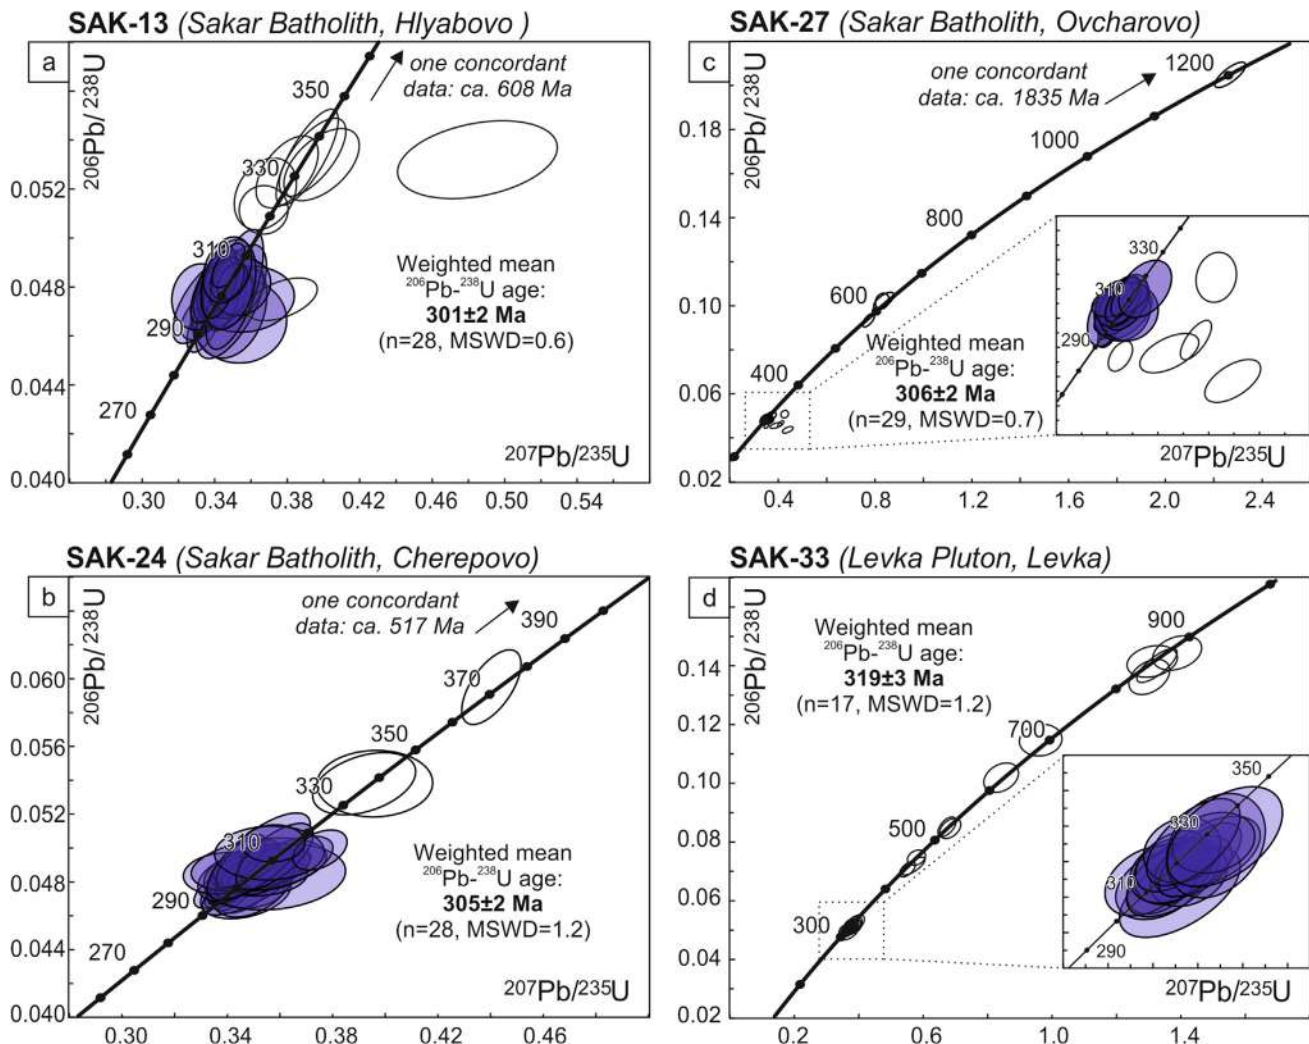 SAK-13 (Sakar Batholith, Hlyabovo )
a
206Pb/238U
one concordant
data: ca. 608 Ma
350
330
310
290
270
Weighted mean
206Pb-238U age:
301±2 Ma
(n=28, MSWD=0.6)
0.052
0.048
0.044
0.040
207Pb/235U
0.30
0.34
0.38
0.42
0.46
0.50
0.54
SAK-27 (Sakar Batholith, Ovcharovo)
c
206Pb/238U
one concordant
data: ca. 1835 Ma
1200
1000
800
600
400
Weighted mean
206Pb-238U age:
306±2 Ma
(n=29, MSWD=0.7)
330
310
290
0.18
0.14
0.10
0.06
0.02
207Pb/235U
0.4
0.8
1.2
1.6
2.0
2.4
SAK-24 (Sakar Batholith, Cherepovo)
b
206Pb/238U
one concordant
data: ca. 517 Ma
390
370
350
330
310
290
270
Weighted mean
206Pb-238U age:
305±2 Ma
(n=28, MSWD=1.2)
0.060
0.056
0.052
0.048
0.044
0.040
207Pb/235U
0.30
0.34
0.38
0.42
0.46
SAK-33 (Levka Pluton, Levka)
d
206Pb/238U
Weighted mean
206Pb-238U age:
319±3 Ma
(n=17, MSWD=1.2)
900
700
500
300
350
330
310
290
0.14
0.12
0.10
0.08
0.06
0.04
0.02
207Pb/235U
0.2
0.6
1.0
1.4